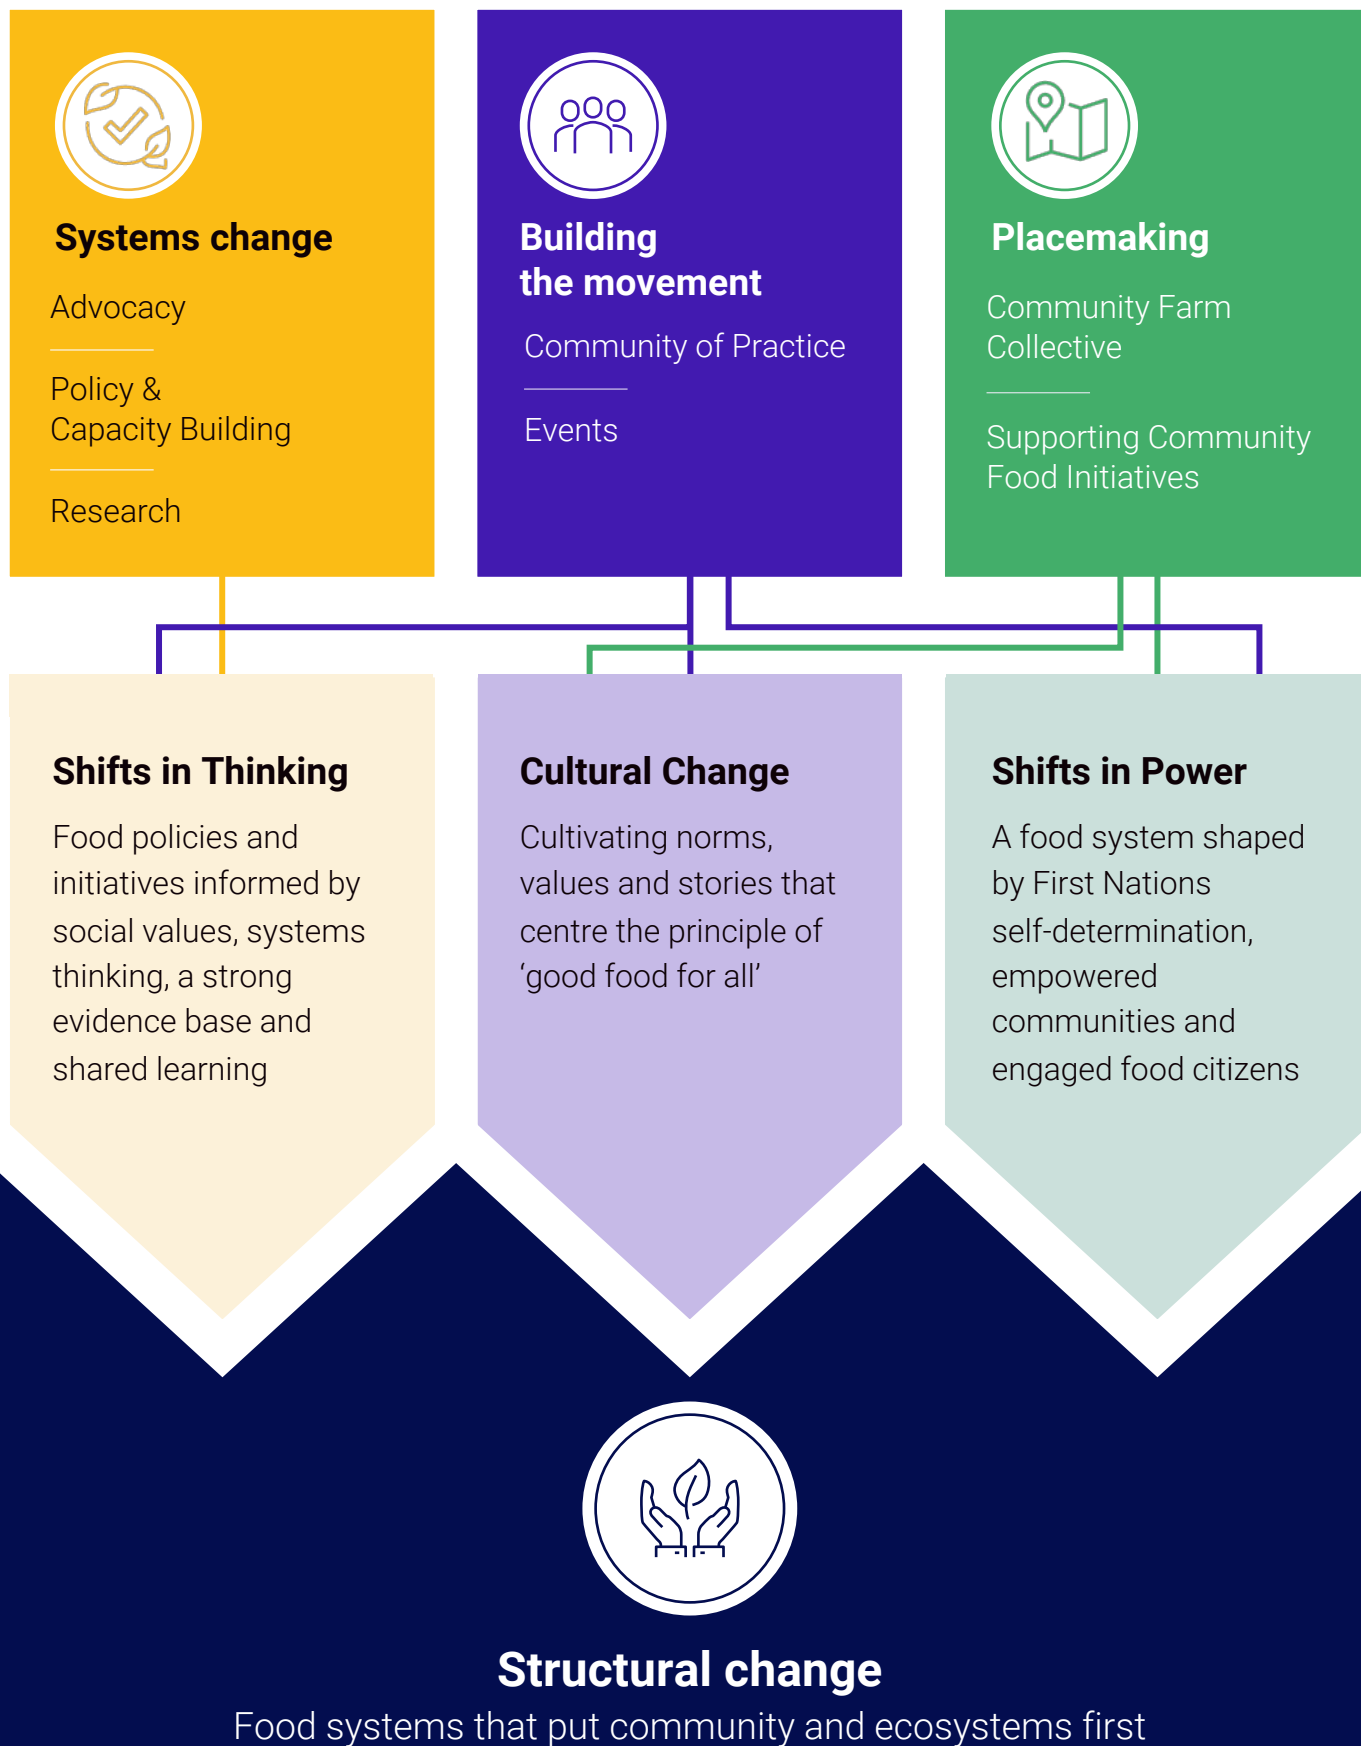 Systems change
Advocacy
Policy &
Capacity Building
Research
Building
the movement
Community of Practice
Events
Placemaking
Community Farm
Collective
Supporting Community
Food Initiatives
Shifts in Thinking
Food policies and
initiatives informed by
social values, systems
thinking, a strong
evidence base and
shared learning
Cultural Change
Cultivating norms,
values and stories that
centre the principle of
‘good food for all’
Shifts in Power
A food system shaped
by First Nations
self-determination,
empowered
communities and
engaged food citizens
Structural change
Food systems that put community and ecosystems first